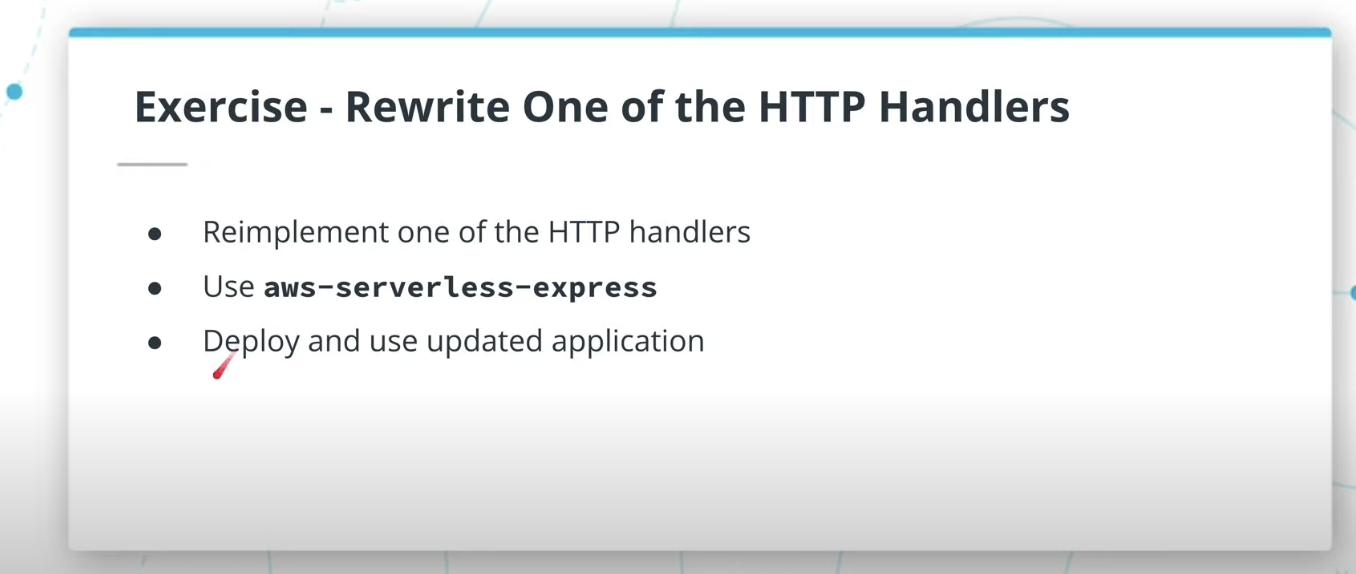 Exercise - Rewrite One of the HTTP Handlers
● Reimplement one of the HTTP handlers
● Use aws-serverless-express
● Deploy and use updated application